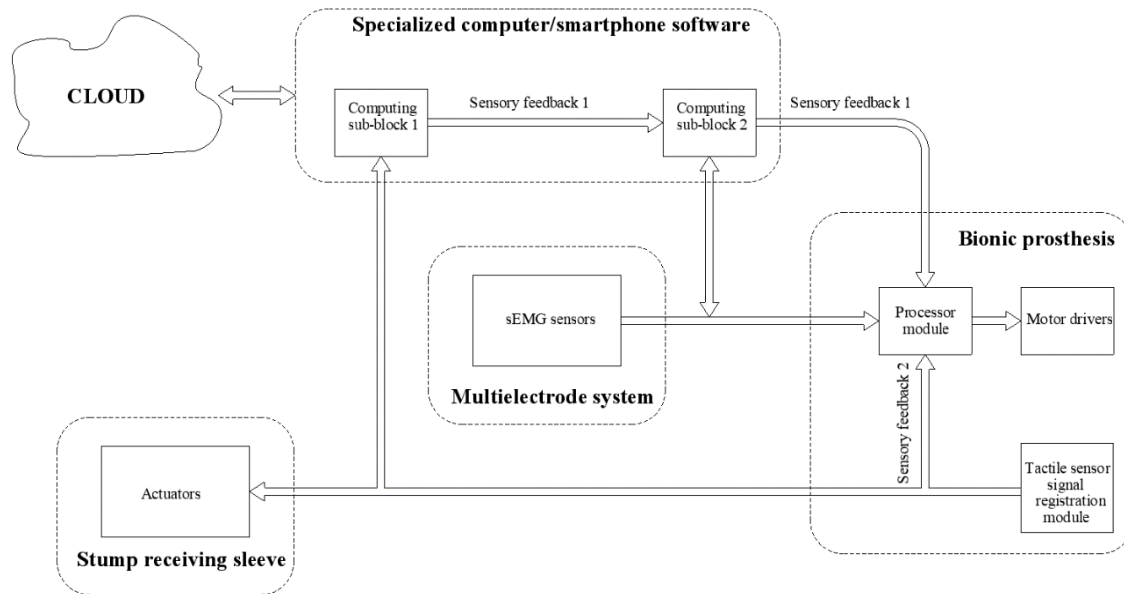 Specialized computer/smartphone software
CLOUD
Computing
sub-block 1
Sensory feedback 1
Computing
sub-block 2
Sensory feedback 1
Bionic prosthesis
sEMG sensors
Multielectrode system
Processor
module
Motor drivers
Sensory feedback 2
Actuators
Stump receiving sleeve
Tactile sensor
signal
registration
module